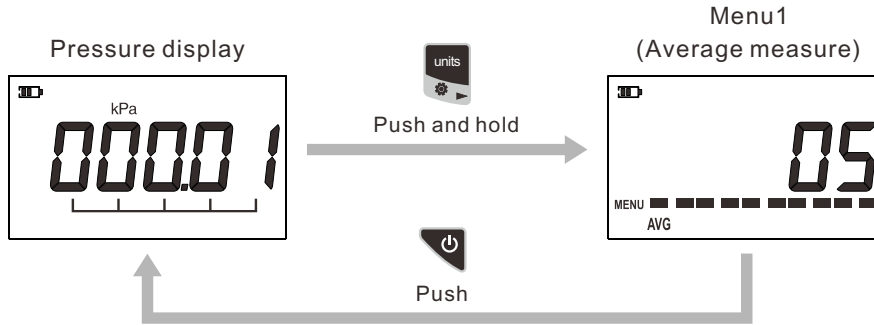 Menu1
Pressure display
(Average measure)
units
kPa
000.01
Push and hold
05
MENU
AVG
Push